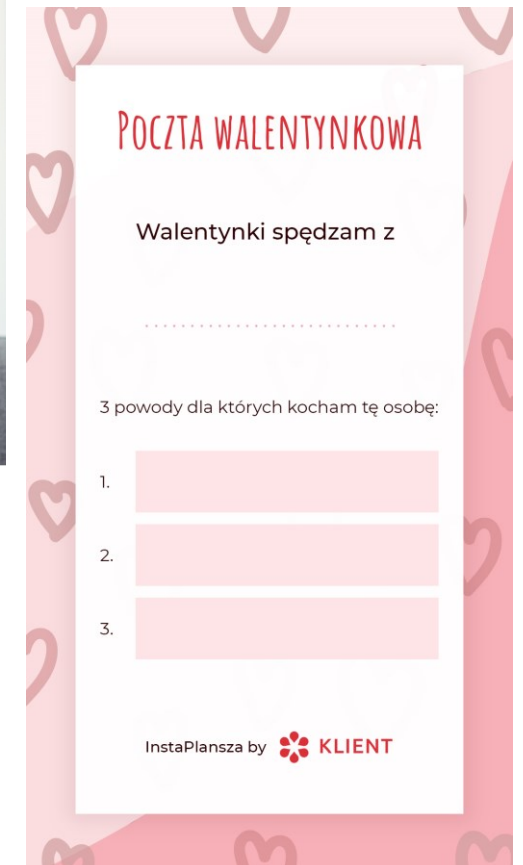 Poczta walentynkowa
Walentynki spędzam z
3 powody dla których kocham tę osobę:
1.
2.
3.
InstaPlansza by KLIENT